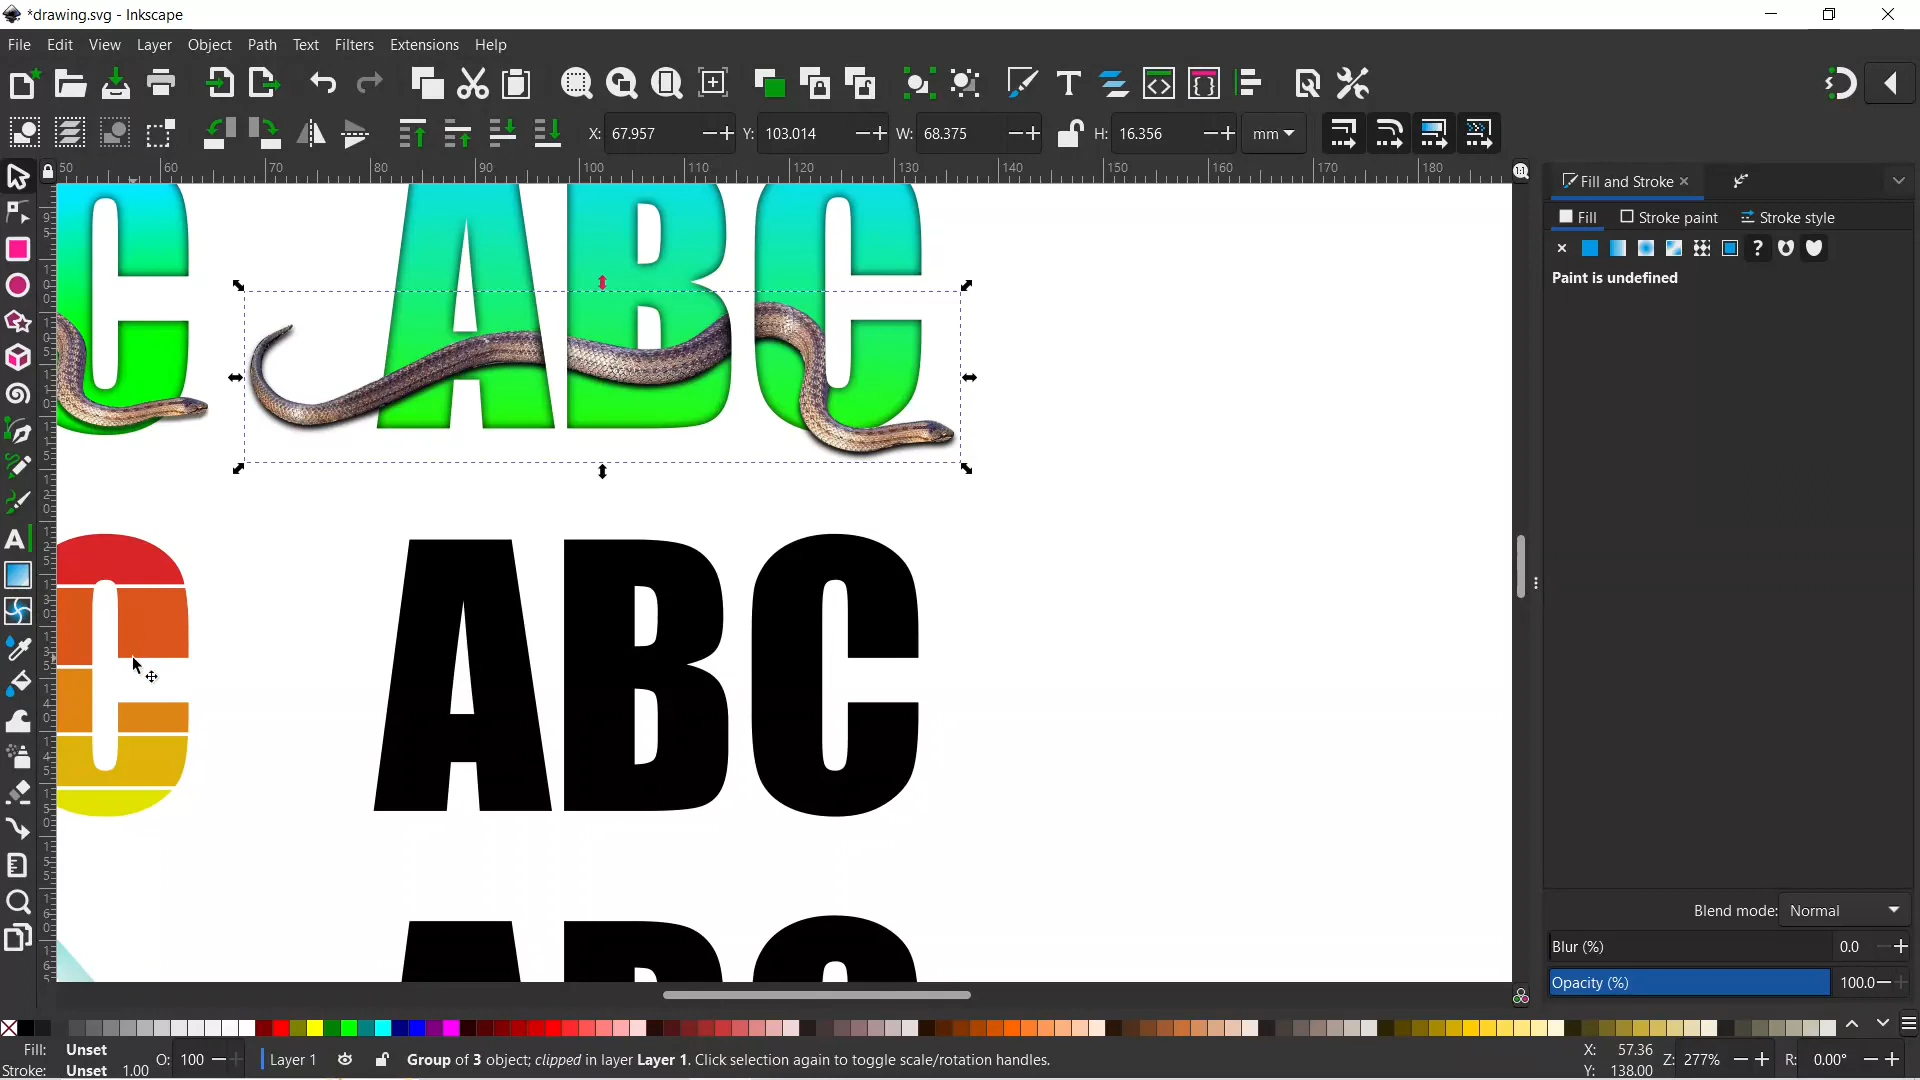 *drawing.svg - Inkscape
File Edit View Layer Object Path Text Filters Extensions Help
X: 67.957 Y: 103.014 W: 68.375 H: 16.356 mm
50 60 70 80 90 100 110 120 130 140 150 160 170 180
Fill and Stroke
Fill Stroke paint Stroke style
Paint is undefined
C ABC
C ABC
ABC
Blend mode: Normal
Blur (%) 0.0
Opacity (%) 100.0
Fill: Unset
Stroke: Unset 1.00
O: 100
Layer 1
Group of 3 object; clipped in layer Layer 1. Click selection again to toggle scale/rotation handles.
X: 57.36
Y: 138.00
Z: 277% R: 0.00°